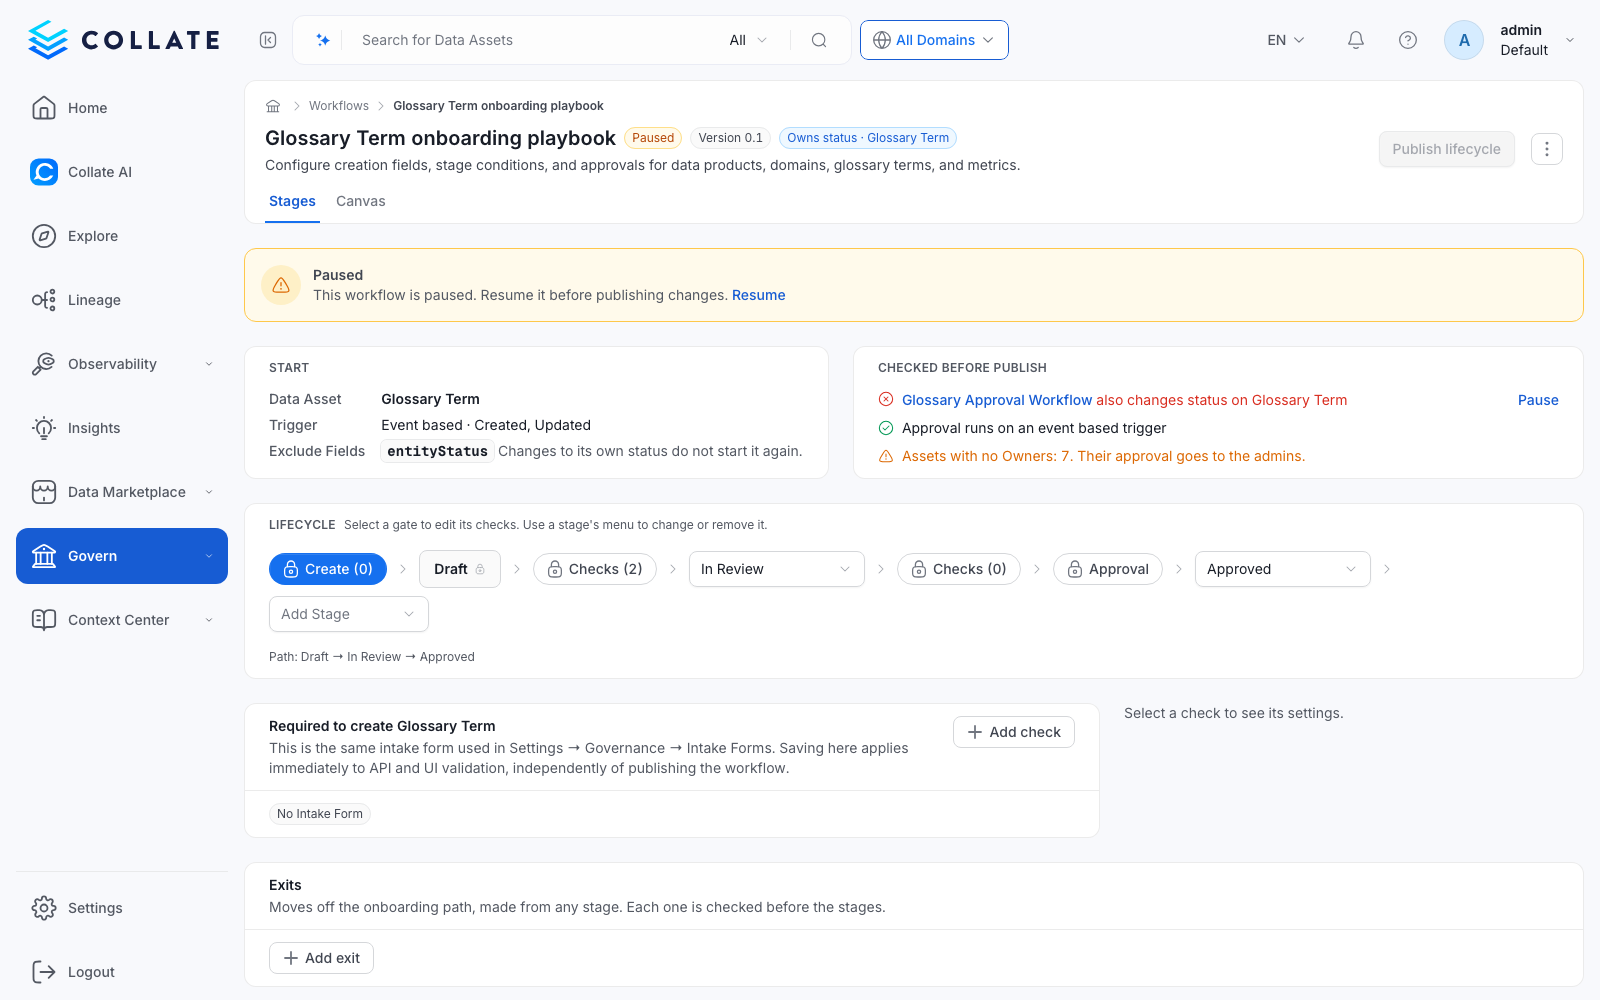 COLLATE
Search for Data Assets
All
All Domains
EN
A
admin
Default
Home
Collate AI
Explore
Lineage
Observability
Insights
Data Marketplace
Govern
Context Center
Settings
Logout
Workflows
Glossary Term onboarding playbook
Glossary Term onboarding playbook
Paused
Version 0.1
Owns status · Glossary Term
Configure creation fields, stage conditions, and approvals for data products, domains, glossary terms, and metrics.
Publish lifecycle
Stages
Canvas
Paused
This workflow is paused. Resume it before publishing changes. Resume
START
Data Asset Glossary Term
Trigger Event based · Created, Updated
Exclude Fields entityStatus Changes to its own status do not start it again.
CHECKED BEFORE PUBLISH
Glossary Approval Workflow also changes status on Glossary Term
Pause
Approval runs on an event based trigger
Assets with no Owners: 7. Their approval goes to the admins.
LIFECYCLE Select a gate to edit its checks. Use a stage's menu to change or remove it.
Create (0)
Draft
Checks (2)
In Review
Checks (0)
Approval
Approved
Add Stage
Path: Draft → In Review → Approved
Required to create Glossary Term
This is the same intake form used in Settings → Governance → Intake Forms. Saving here applies
immediately to API and UI validation, independently of publishing the workflow.
Add check
No Intake Form
Select a check to see its settings.
Exits
Moves off the onboarding path, made from any stage. Each one is checked before the stages.
Add exit